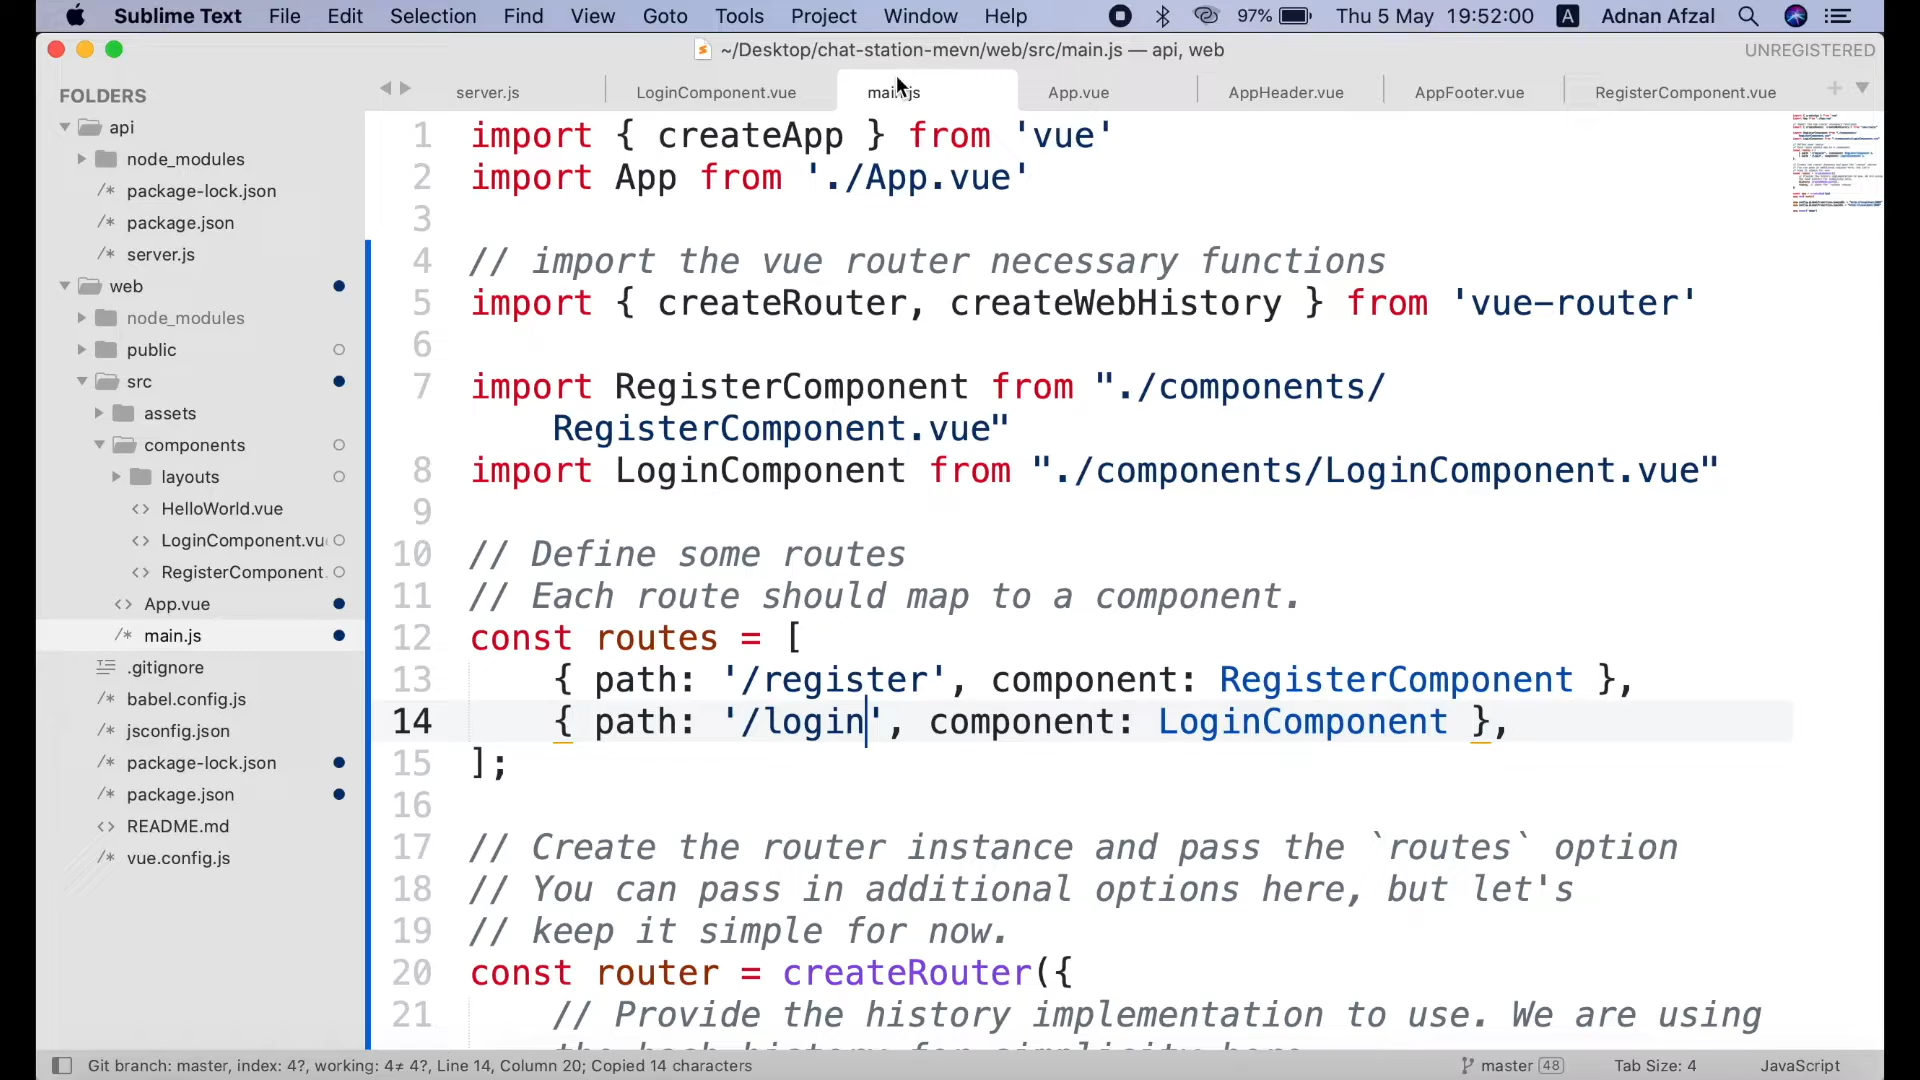 Sublime Text File Edit Selection Find View Goto Tools Project Window Help 97% Thu 5 May 19:52:00 A Adnan Afzal
~/Desktop/chat-station-mevn/web/src/main.js — api, web UNREGISTERED
FOLDERS
api
node_modules
package-lock.json
package.json
server.js
web
node_modules
public
src
assets
components
layouts
HelloWorld.vue
LoginComponent.vu
RegisterComponent.
App.vue
main.js
.gitignore
babel.config.js
jsconfig.json
package-lock.json
package.json
README.md
vue.config.js
server.js LoginComponent.vue main.js App.vue AppHeader.vue AppFooter.vue RegisterComponent.vue
1 import { createApp } from 'vue'
2 import App from './App.vue'
3
4 // import the vue router necessary functions
5 import { createRouter, createWebHistory } from 'vue-router'
6
7 import RegisterComponent from "./components/
RegisterComponent.vue"
8 import LoginComponent from "./components/LoginComponent.vue"
9
10 // Define some routes
11 // Each route should map to a component.
12 const routes = [
13 { path: '/register', component: RegisterComponent },
14 { path: '/login', component: LoginComponent },
15 ];
16
17 // Create the router instance and pass the `routes` option
18 // You can pass in additional options here, but let's
19 // keep it simple for now.
20 const router = createRouter({
21 // Provide the history implementation to use. We are using
the hash history for simplicity here.
Git branch: master, index: 4?, working: 4≠ 4?, Line 14, Column 20; Copied 14 characters master 48 Tab Size: 4 JavaScript